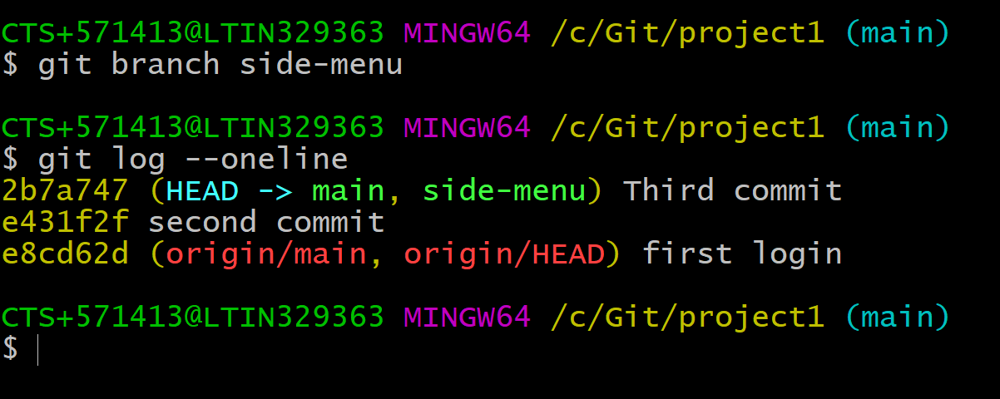 CTS+571413@LTIN329363 MINGW64 /c/Git/project1 (main)
$ git branch side-menu
CTS+571413@LTIN329363 MINGW64 /c/Git/project1 (main)
$ git log --oneline
2b7a747 (HEAD -> main, side-menu) Third commit
e431f2f second commit
e8cd62d (origin/main, origin/HEAD) first login
CTS+571413@LTIN329363 MINGW64 /c/Git/project1 (main)
$